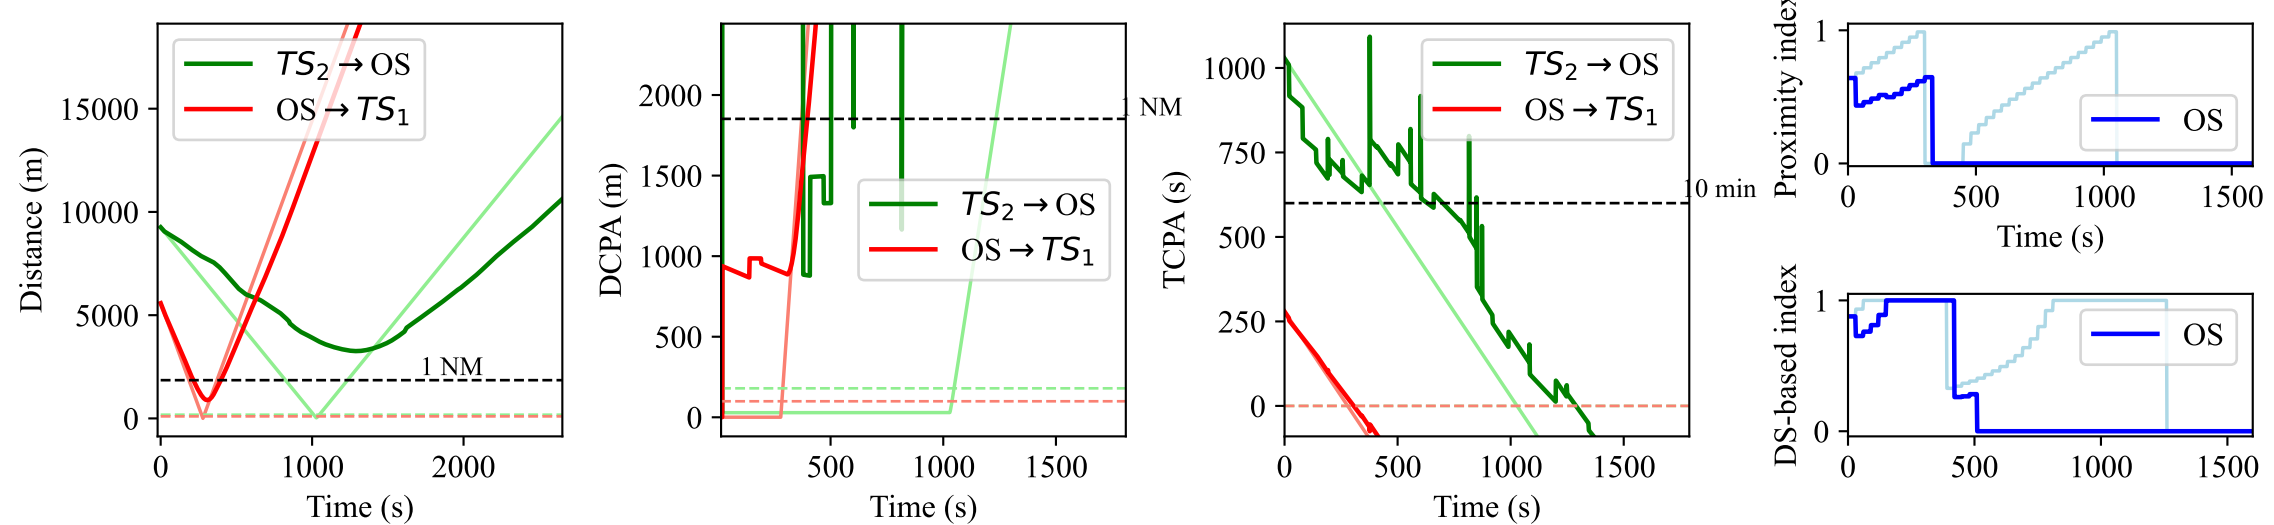 Distance (m)
15000
10000
5000
0
TS₂ → OS
OS → TS₁
1 NM
0 1000 2000
Time (s)
DCPA (m)
2000
1500
1000
500
0
1 NM
TS₂ → OS
OS → TS₁
500 1000 1500
Time (s)
TCPA (s)
1000
750
500
250
0
TS₂ → OS
OS → TS₁
10 min
0 500 1000 1500
Time (s)
Proximity index
1
0
OS
0 500 1000 1500
Time (s)
DS-based index
1
0
OS
0 500 1000 1500